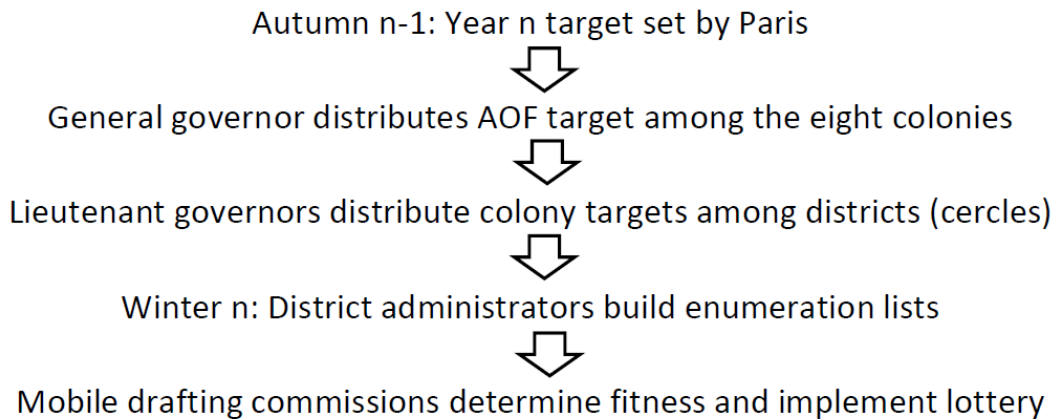 Autumn n-1: Year n target set by Paris
General governor distributes AOF target among the eight colonies
Lieutenant governors distribute colony targets among districts (cercles)
Winter n: District administrators build enumeration lists
Mobile drafting commissions determine fitness and implement lottery